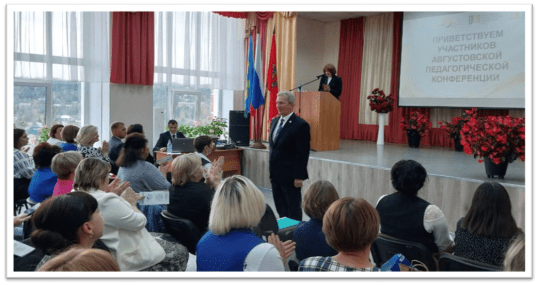 ПРИВЕТСТВУЕМ
УЧАСТНИКОВ
АВГУСТОВСКОЙ
ПЕДАГОГИЧЕСКОЙ
КОНФЕРЕНЦИИ